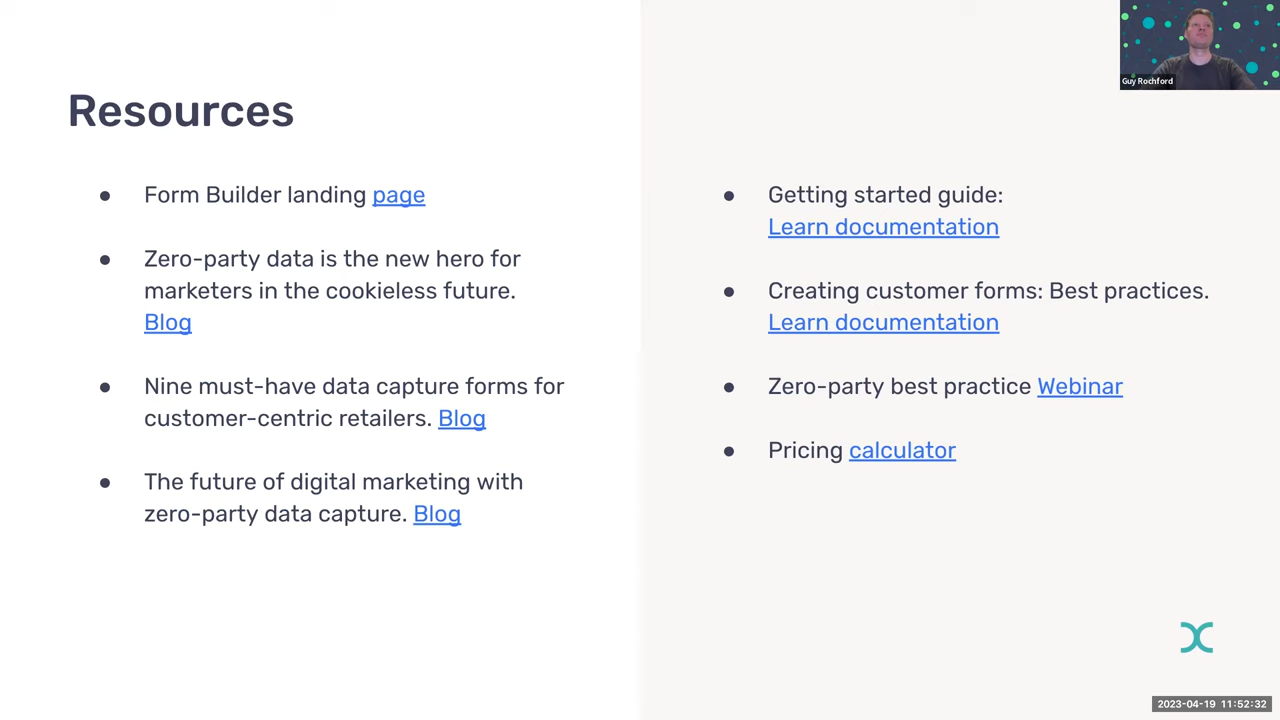 Guy Rochford
Resources
● Form Builder landing page
● Zero-party data is the new hero for
marketers in the cookieless future.
Blog
● Nine must-have data capture forms for
customer-centric retailers. Blog
● The future of digital marketing with
zero-party data capture. Blog
● Getting started guide:
Learn documentation
● Creating customer forms: Best practices.
Learn documentation
● Zero-party best practice Webinar
● Pricing calculator
2023-04-19 11:52:32